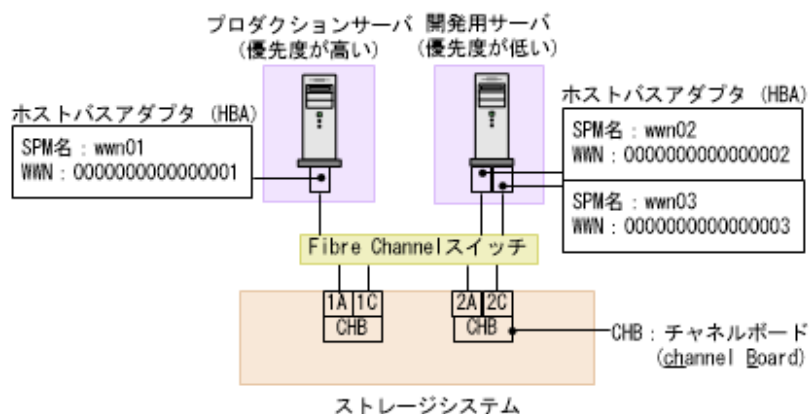 プロダクションサーバ
(優先度が高い)
開発用サーバ
(優先度が低い)
ホストバスアダプタ (HBA)
SPM名：wwn01
WWN：0000000000000001
ホストバスアダプタ (HBA)
SPM名：wwn02
WWN：0000000000000002
SPM名：wwn03
WWN：0000000000000003
Fibre Channelスイッチ
1A 1C
CHB
2A 2C
CHB
CHB：チャネルボード
(channel Board)
ストレージシステム